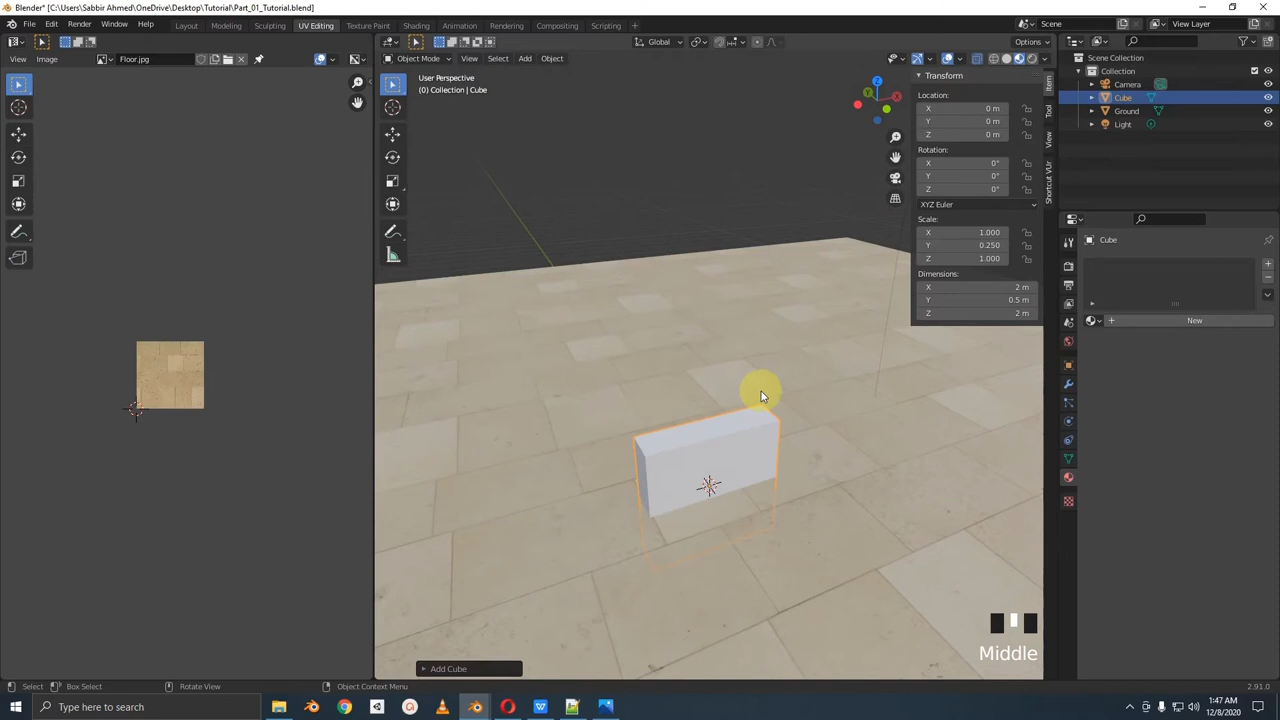 Blender* [C:\Users\Sabbir Ahmed\OneDrive\Desktop\Tutorial\Part_01_Tutorial.blend]
File Edit Render Window Help Layout Modeling Sculpting UV Editing Texture Paint Shading Animation Rendering Compositing Scripting + Scene View Layer
Global Options
View Image Floor.jpg Object Mode View Select Add Object
Scene Collection
Collection
Camera
Cube
Ground
Light
User Perspective
(0) Collection | Cube
Transform
Location:
X 0 m
Y 0 m
Z 0 m
Rotation:
X 0°
Y 0°
Z 0°
XYZ Euler
Scale:
X 1.000
Y 0.250
Z 1.000
Dimensions:
X 2 m
Y 0.5 m
Z 2 m
Item
Tool
View
Shortcut VUr
Cube
New
Middle
Add Cube
Select Box Select Rotate View Object Context Menu 2.91.0
Type here to search
1:47 AM
12/8/2020